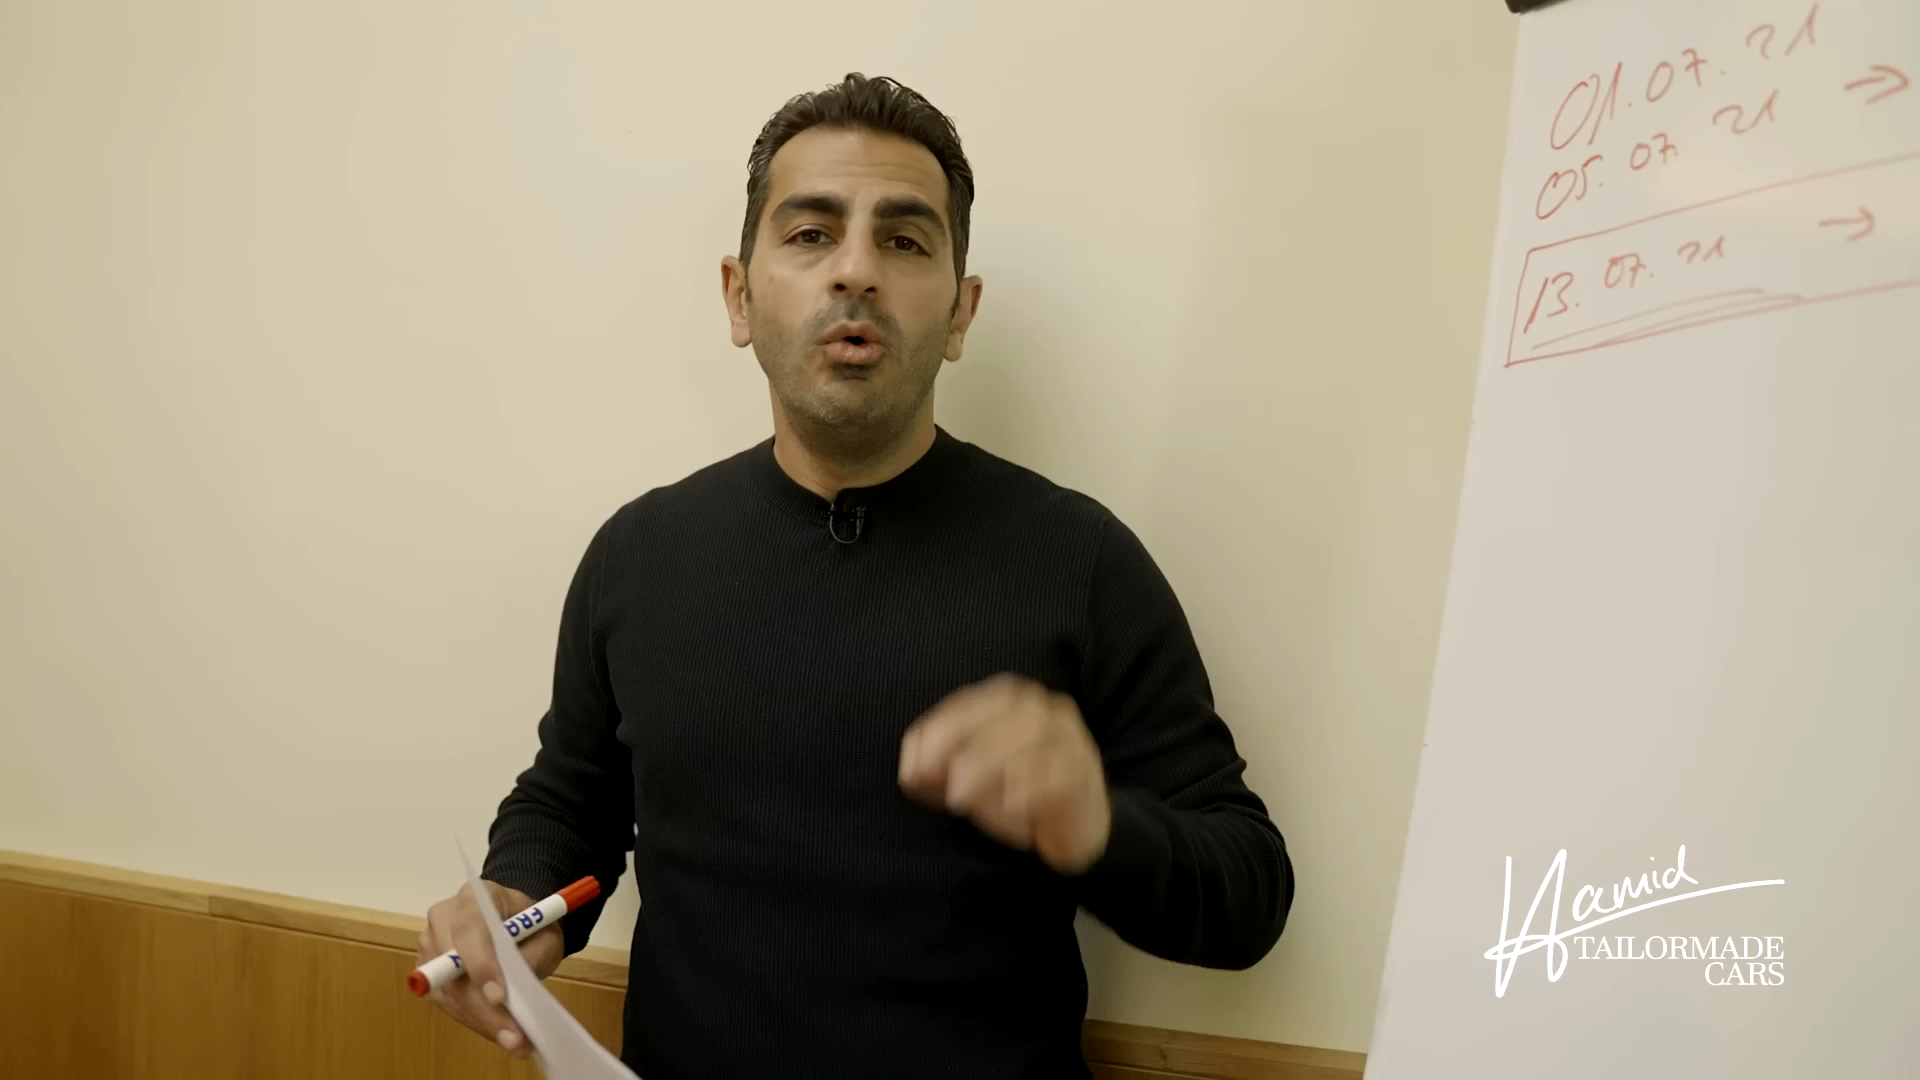 01.07.21
05.07.21 →
13.07.21 →
Hamid
TAILORMADE
CARS